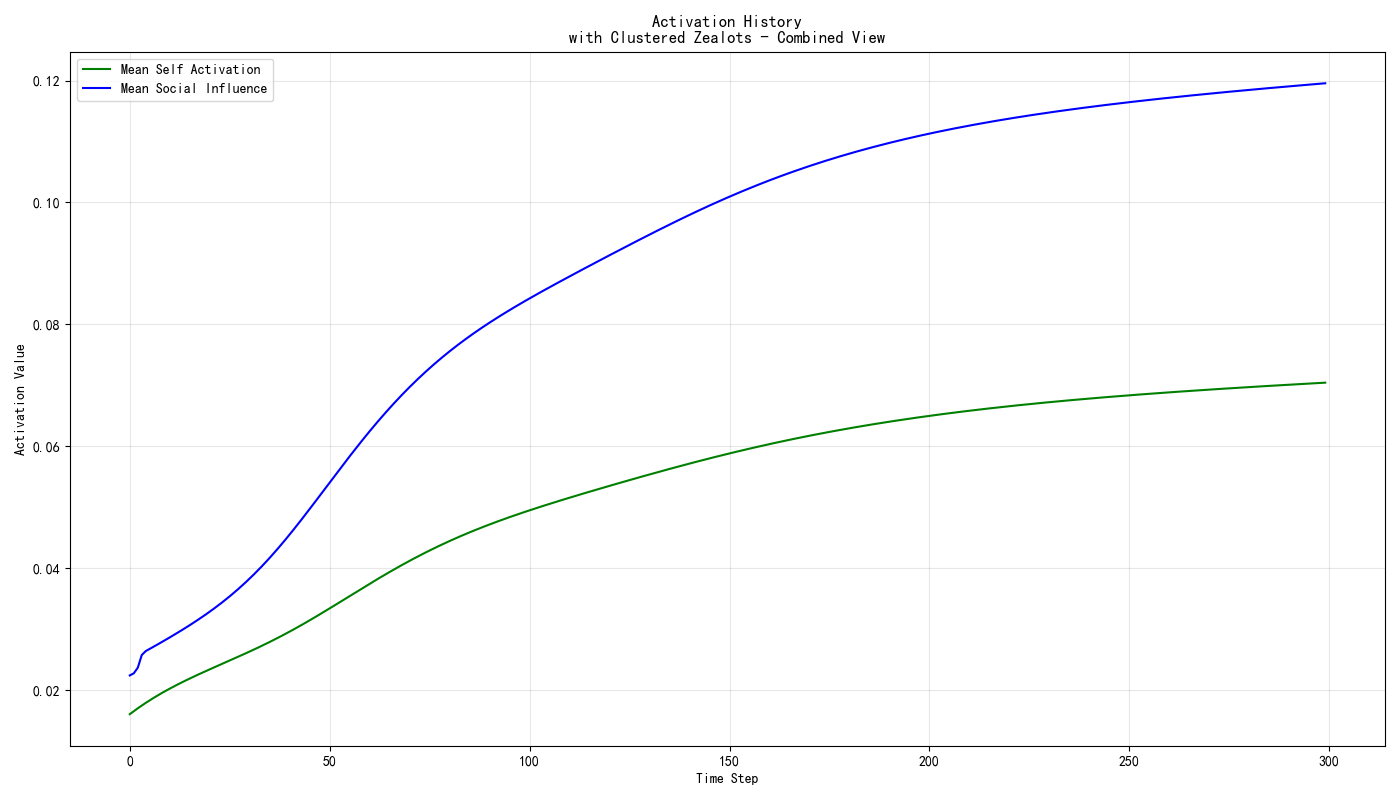 Activation History
with Clustered Zealots - Combined View
Mean Self Activation
Mean Social Influence
Activation Value
0.12
0.10
0.08
0.06
0.04
0.02
0
50
100
150
200
250
300
Time Step